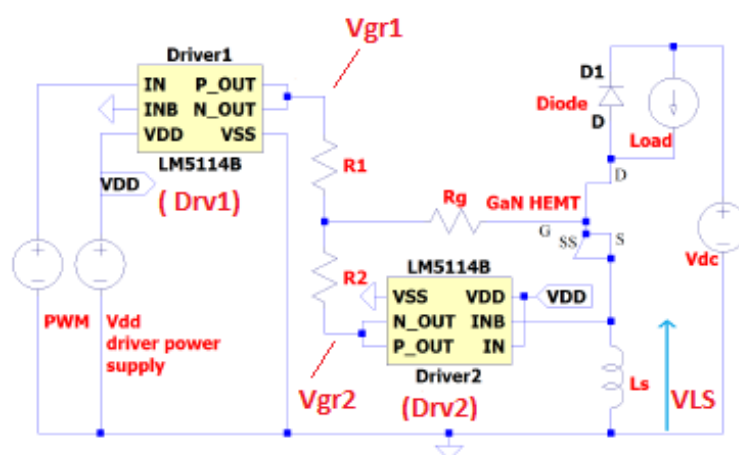 Vgr1
Driver1
IN P_OUT
INB N_OUT
VDD VSS
LM5114B
VDD
( Drv1)
R1
Rg
GaN HEMT
D1
Diode
D
Load
D
G
SS
S
Vdc
R2
LM5114B
VSS VDD
N_OUT INB
P_OUT IN
VDD
Driver2
(Drv2)
PWM
Vdd
driver power
supply
Vgr2
Ls
VLS